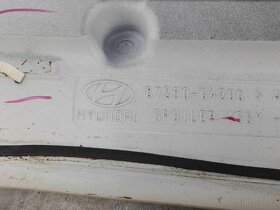 87210-C4200 > A
HYUNDAI SPOILER ASSY -